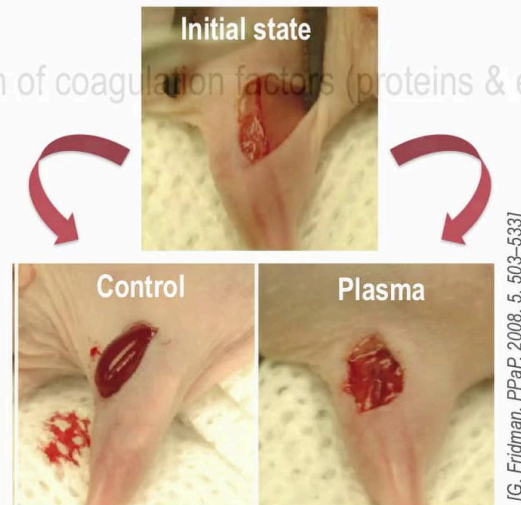 Initial state
n of coagulation factors (proteins & e
Control
Plasma
[G. Fridman, PPaP, 2008, 5, 503–533]